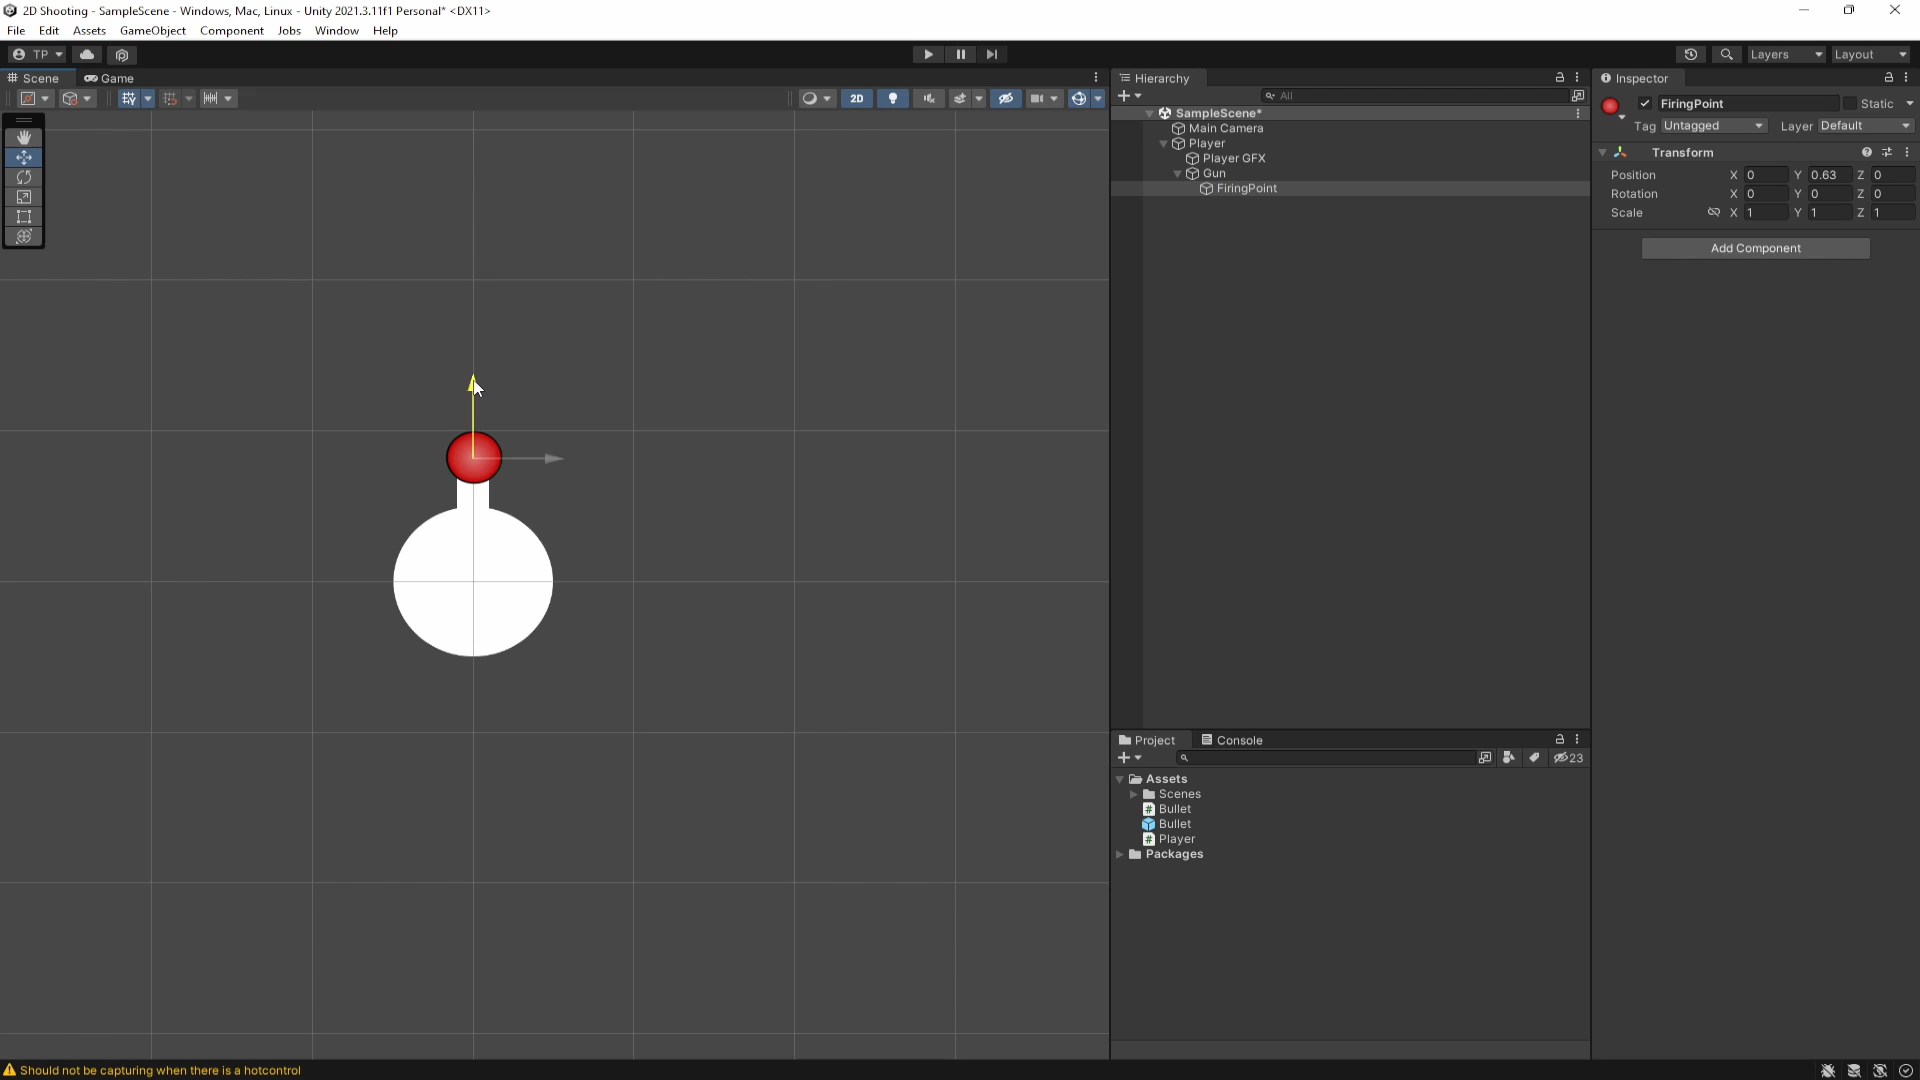 2D Shooting - SampleScene - Windows, Mac, Linux - Unity 2021.3.11f1 Personal* <DX11>
File Edit Assets GameObject Component Jobs Window Help
TP Layers Layout
Scene Game Hierarchy Inspector
2D All FiringPoint Static
SampleScene*
Tag Untagged Layer Default
Main Camera
Player
Transform
Player GFX
Gun
Position X 0 Y 0.63 Z 0
FiringPoint
Rotation X 0 Y 0 Z 0
Scale X 1 Y 1 Z 1
Add Component
Project Console
23
Assets
Scenes
# Bullet
Bullet
# Player
Packages
Should not be capturing when there is a hotcontrol